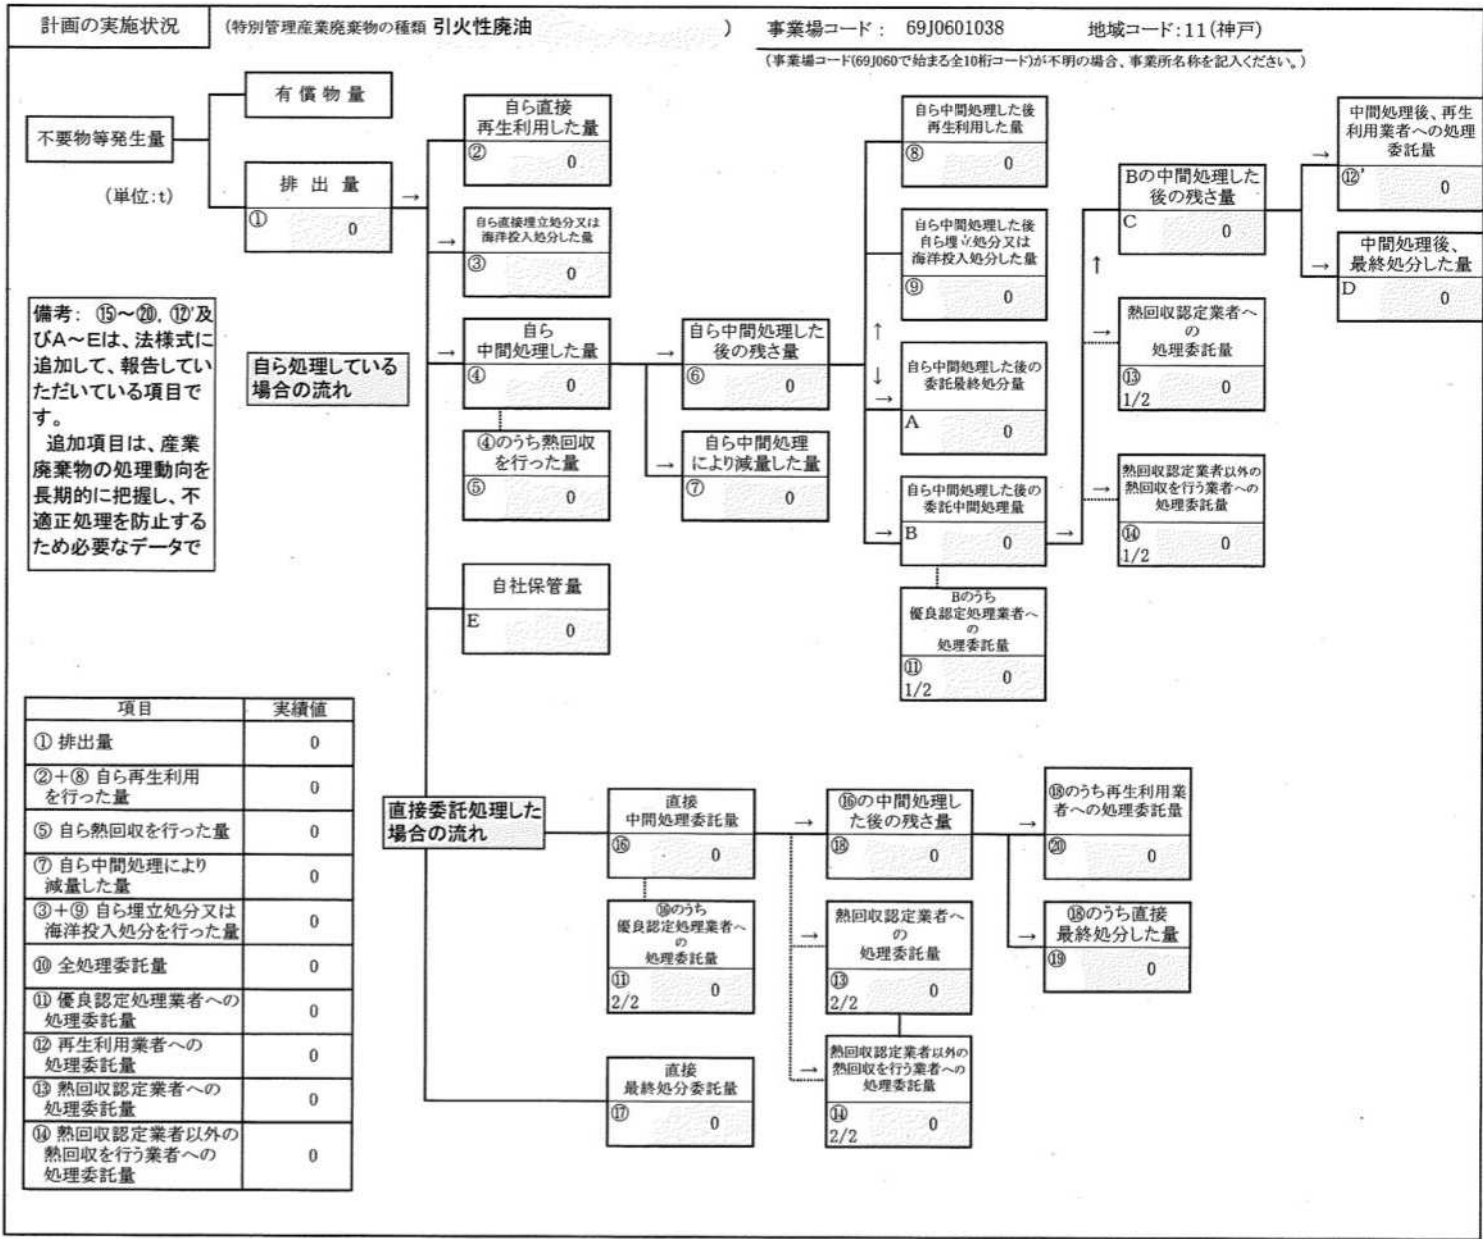 計画の実施状況
(特別管理産業廃棄物の種類 引火性廃油 )
事業場コード: 69J0601038 地域コード:11(神戸)
(事業場コード(69J060で始まる全10桁コード)が不明の場合、事業所名称を記入ください。)
不要物等発生量
(単位:t)
有償物量
排出量
① 0
→
自ら直接
再生利用した量
② 0
→
自ら直接埋立処分又は
海洋投入処分した量
③ 0
→
自ら
中間処理した量
④ 0
④のうち熱回収
を行った量
⑤ 0
自社保管量
E 0
→
自ら中間処理した
後の残さ量
⑥ 0
→
自ら中間処理
により減量した量
⑦ 0
自ら中間処理した後
再生利用した量
⑧ 0
自ら中間処理した後
自ら埋立処分又は
海洋投入処分した量
⑨ 0
↑
↓
→
自ら中間処理した後の
委託最終処分量
A 0
→
自ら中間処理した後の
委託中間処理量
B 0
Bのうち
優良認定処理業者へ
の
処理委託量
⑪
1/2 0
→
↑
Bの中間処理した
後の残さ量
C 0
→
熱回収認定業者へ
の
処理委託量
⑬
1/2 0
→
熱回収認定業者以外の
熱回収を行う業者への
処理委託量
⑭
1/2 0
→
中間処理後、再生
利用業者への処理
委託量
⑫' 0
→
中間処理後、
最終処分した量
D 0
備考: ⑮~⑳, ⑫'及
びA~Eは、法様式に
追加して、報告してい
ただいている項目で
す。
追加項目は、産業
廃棄物の処理動向を
長期的に把握し、不
適正処理を防止する
ため必要なデータで
自ら処理している
場合の流れ
項目 実績値
① 排出量 0
②+⑧ 自ら再生利用
を行った量 0
⑤ 自ら熱回収を行った量 0
⑦ 自ら中間処理により
減量した量 0
③+⑨ 自ら埋立処分又は
海洋投入処分を行った量 0
⑩ 全処理委託量 0
⑪ 優良認定処理業者への
処理委託量 0
⑫ 再生利用業者への
処理委託量 0
⑬ 熱回収認定業者への
処理委託量 0
⑭ 熱回収認定業者以外の
熱回収を行う業者への
処理委託量 0
直接委託処理した
場合の流れ
直接
中間処理委託量
⑯ 0
⑯のうち
優良認定処理業者へ
の
処理委託量
⑪
2/2 0
直接
最終処分委託量
⑰ 0
→
⑯の中間処理し
た後の残さ量
⑱ 0
→
熱回収認定業者へ
の
処理委託量
⑬
2/2 0
→
熱回収認定業者以外の
熱回収を行う業者への
処理委託量
⑭
2/2 0
→
⑱のうち再生利用業
者への処理委託量
⑳ 0
→
⑱のうち直接
最終処分した量
⑲ 0